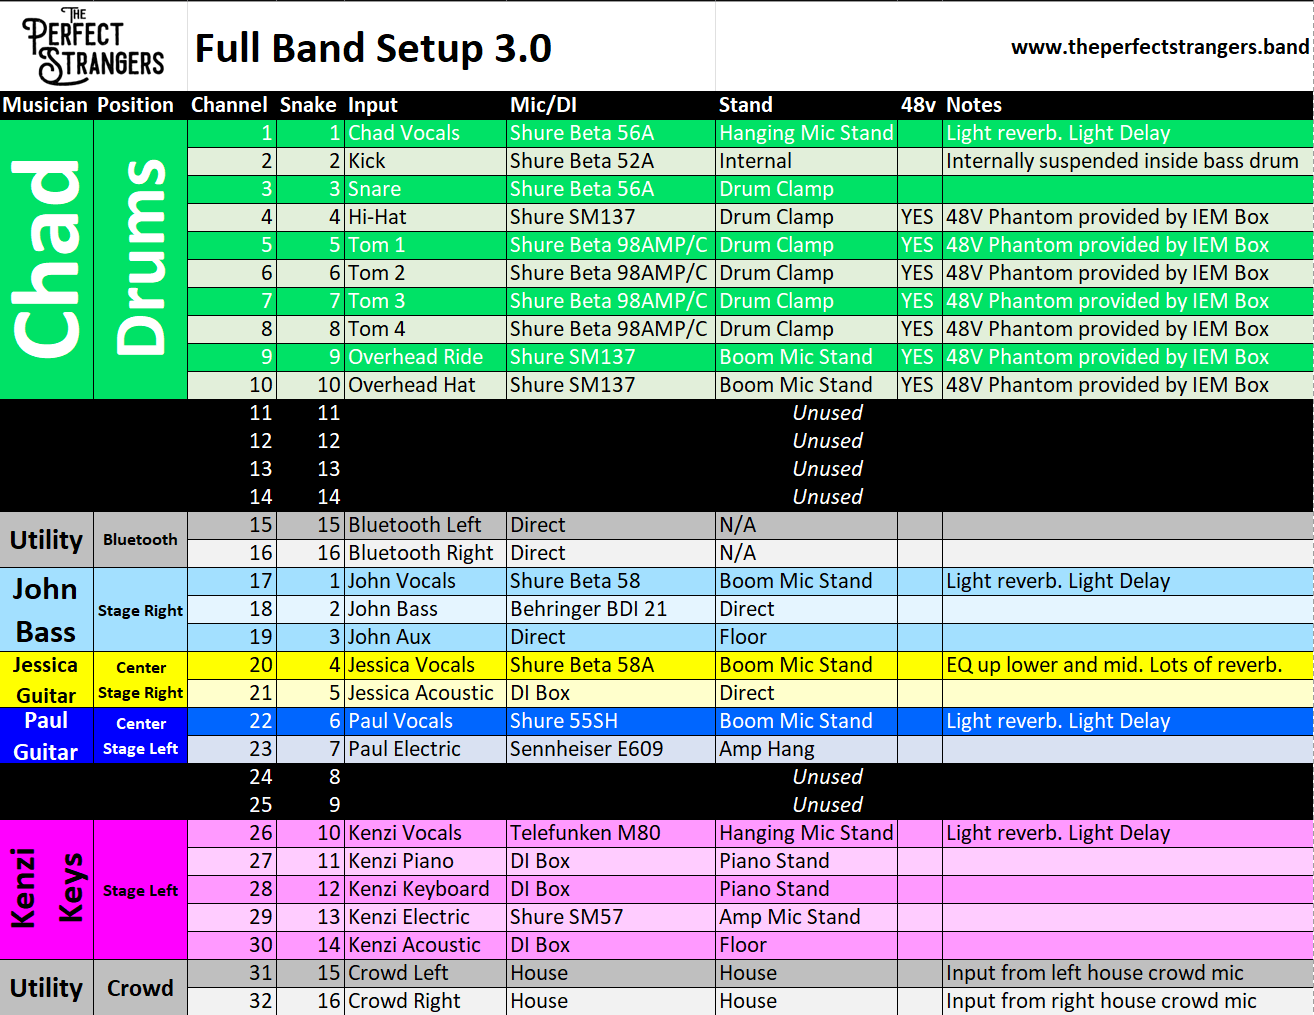 THE
PERFECT
STRANGERS
Full Band Setup 3.0
www.theperfectstrangers.band
Musician Position Channel Snake Input Mic/DI Stand 48v Notes
Chad Drums
1 1 Chad Vocals Shure Beta 56A Hanging Mic Stand Light reverb. Light Delay
2 2 Kick Shure Beta 52A Internal Internally suspended inside bass drum
3 3 Snare Shure Beta 56A Drum Clamp
4 4 Hi-Hat Shure SM137 Drum Clamp YES 48V Phantom provided by IEM Box
5 5 Tom 1 Shure Beta 98AMP/C Drum Clamp YES 48V Phantom provided by IEM Box
6 6 Tom 2 Shure Beta 98AMP/C Drum Clamp YES 48V Phantom provided by IEM Box
7 7 Tom 3 Shure Beta 98AMP/C Drum Clamp YES 48V Phantom provided by IEM Box
8 8 Tom 4 Shure Beta 98AMP/C Drum Clamp YES 48V Phantom provided by IEM Box
9 9 Overhead Ride Shure SM137 Boom Mic Stand YES 48V Phantom provided by IEM Box
10 10 Overhead Hat Shure SM137 Boom Mic Stand YES 48V Phantom provided by IEM Box
11 11 Unused
12 12 Unused
13 13 Unused
14 14 Unused
Utility Bluetooth
15 15 Bluetooth Left Direct N/A
16 16 Bluetooth Right Direct N/A
John
Bass
Stage Right
17 1 John Vocals Shure Beta 58 Boom Mic Stand Light reverb. Light Delay
18 2 John Bass Behringer BDI 21 Direct
19 3 John Aux Direct Floor
Jessica
Guitar
Center
Stage Right
20 4 Jessica Vocals Shure Beta 58A Boom Mic Stand EQ up lower and mid. Lots of reverb.
21 5 Jessica Acoustic DI Box Direct
Paul
Guitar
Center
Stage Left
22 6 Paul Vocals Shure 55SH Boom Mic Stand Light reverb. Light Delay
23 7 Paul Electric Sennheiser E609 Amp Hang
24 8 Unused
25 9 Unused
Kenzi
Keys
Stage Left
26 10 Kenzi Vocals Telefunken M80 Hanging Mic Stand Light reverb. Light Delay
27 11 Kenzi Piano DI Box Piano Stand
28 12 Kenzi Keyboard DI Box Piano Stand
29 13 Kenzi Electric Shure SM57 Amp Mic Stand
30 14 Kenzi Acoustic DI Box Floor
Utility Crowd
31 15 Crowd Left House House Input from left house crowd mic
32 16 Crowd Right House House Input from right house crowd mic